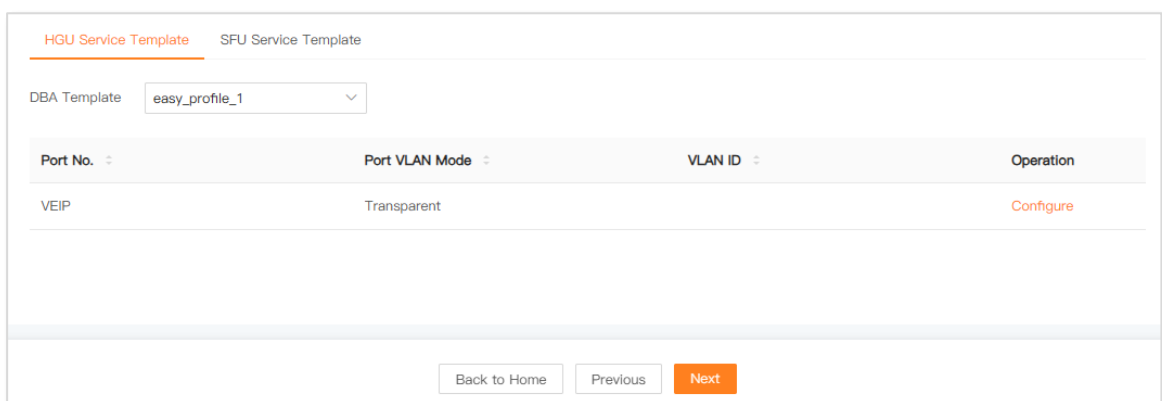 HGU Service Template SFU Service Template
DBA Template easy_profile_1
Port No. Port VLAN Mode VLAN ID Operation
VEIP Transparent Configure
Back to Home Previous Next